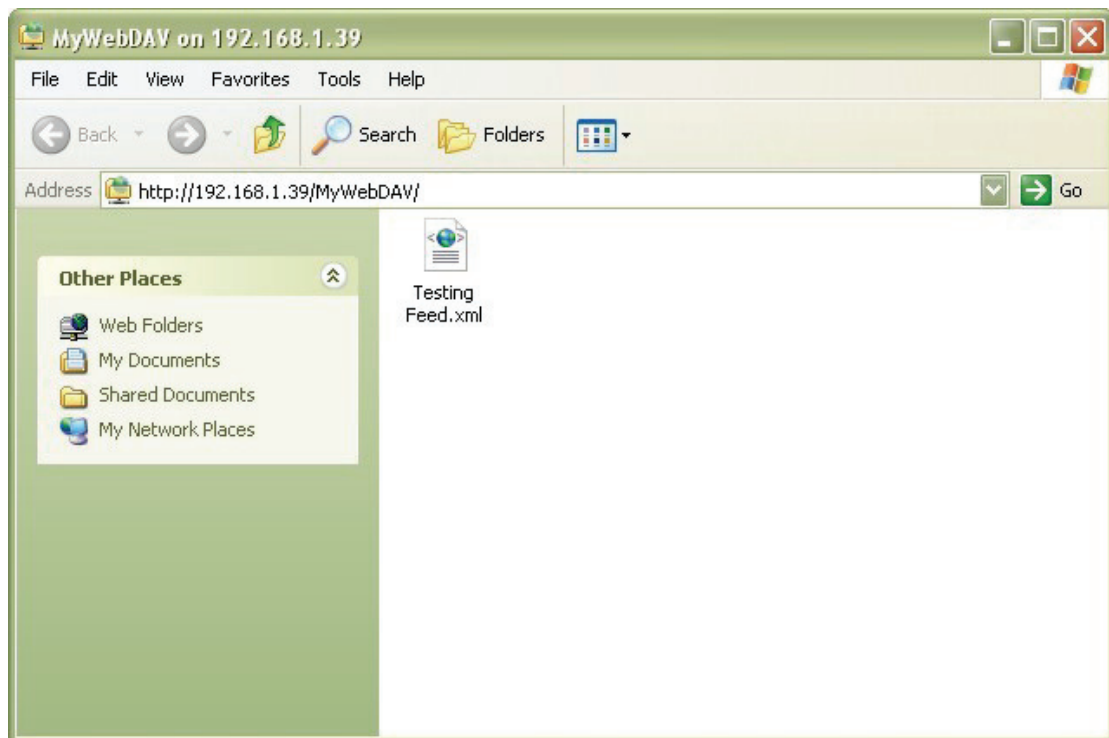 MyWebDAV on 192.168.1.39
File Edit View Favorites Tools Help
Back Search Folders
Address http://192.168.1.39/MyWebDAV/ Go
Other Places
Web Folders
My Documents
Shared Documents
My Network Places
Testing
Feed.xml